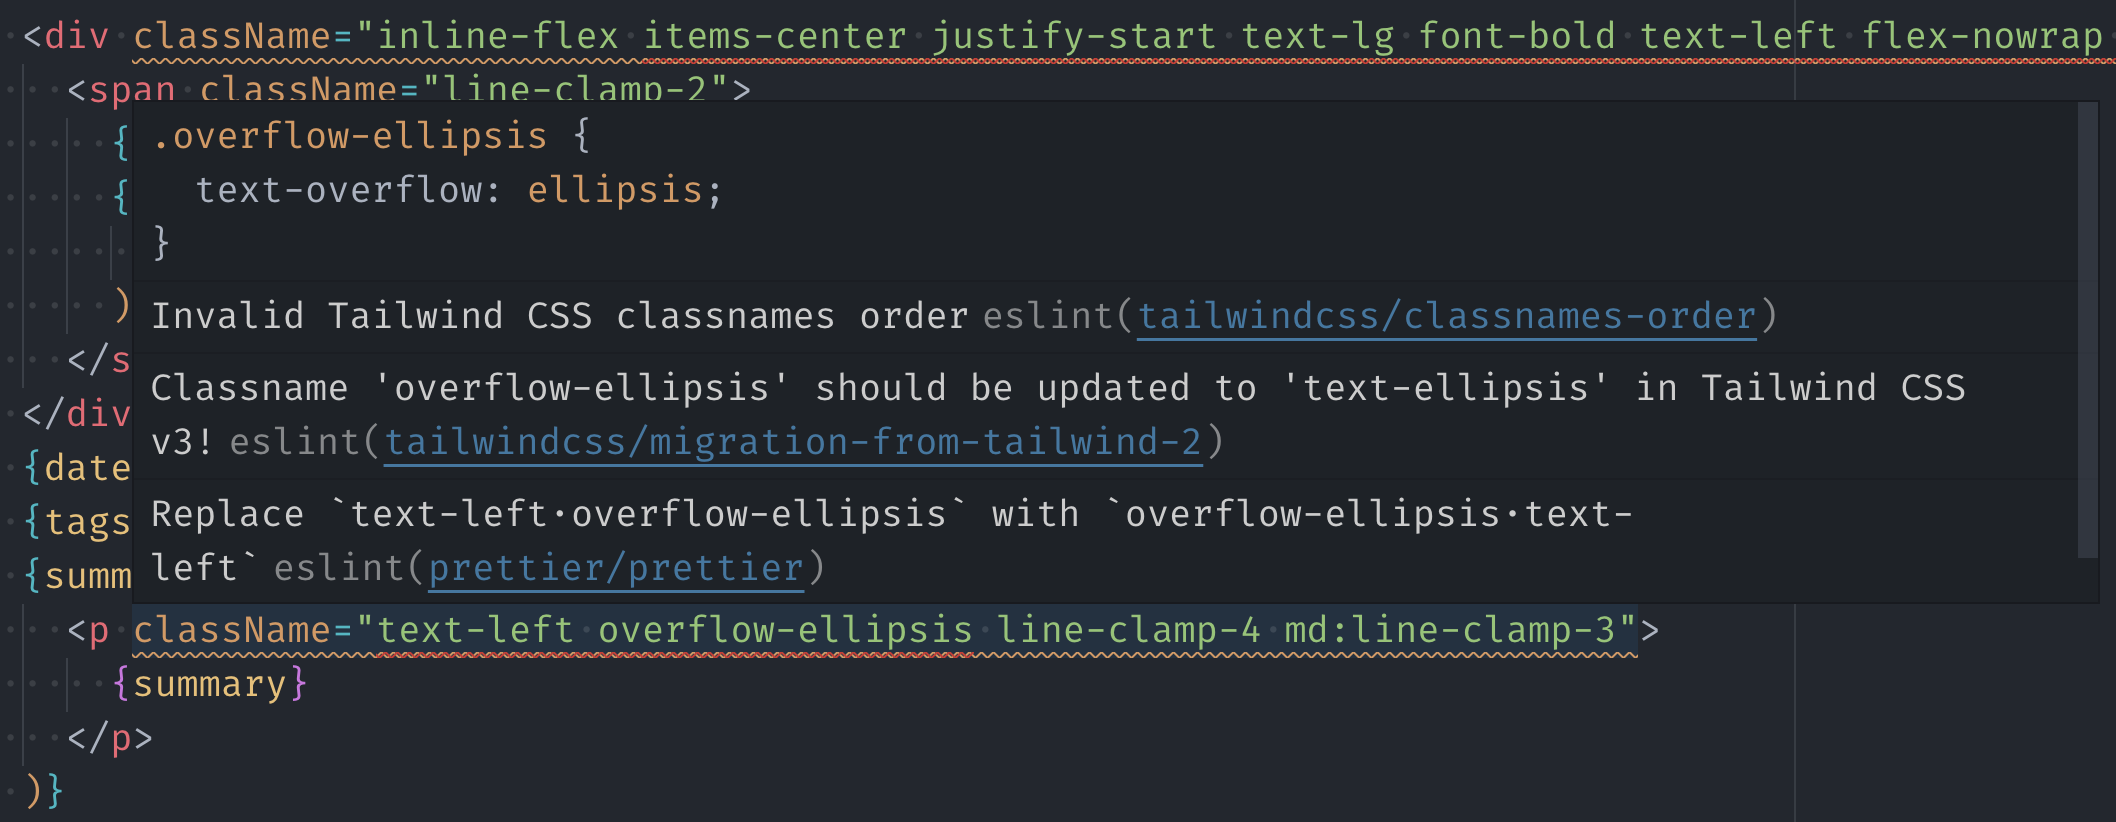 <div className="inline-flex items-center justify-start text-lg font-bold text-left flex-nowrap
<span className="line-clamp-2">
{
.overflow-ellipsis {
{
text-overflow: ellipsis;
}
)
Invalid Tailwind CSS classnames order eslint(tailwindcss/classnames-order)
</s
Classname 'overflow-ellipsis' should be updated to 'text-ellipsis' in Tailwind CSS
</div
v3! eslint(tailwindcss/migration-from-tailwind-2)
{date
{tags
Replace `text-left·overflow-ellipsis` with `overflow-ellipsis·text-
{summ
left` eslint(prettier/prettier)
<p className="text-left overflow-ellipsis line-clamp-4 md:line-clamp-3">
{summary}
</p>
)}